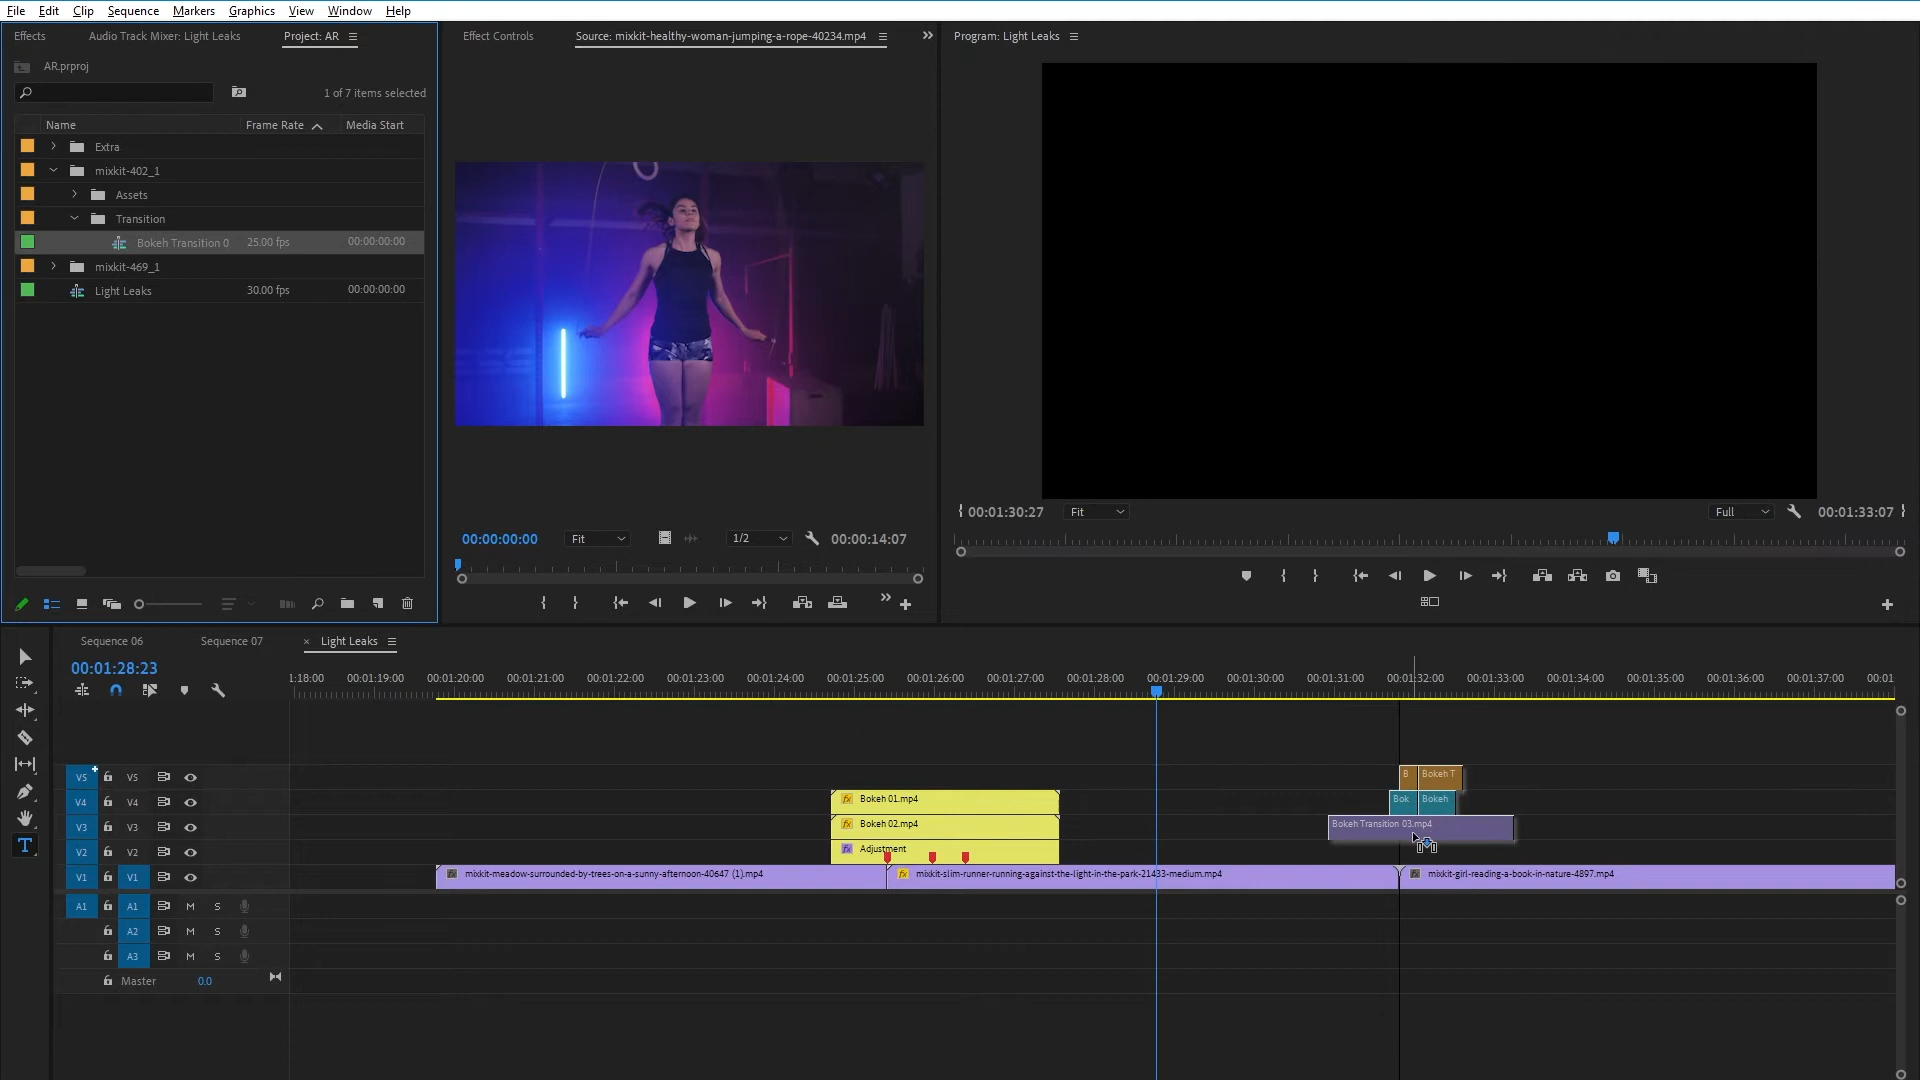 File Edit Clip Sequence Markers Graphics View Window Help
Effects Audio Track Mixer: Light Leaks Project: AR
Effect Controls Source: mixkit-healthy-woman-jumping-a-rope-40234.mp4
Program: Light Leaks
AR.prproj
1 of 7 items selected
Name Frame Rate Media Start
Extra
mixkit-402_1
Assets
Transition
Bokeh Transition 0 25.00 fps 00:00:00:00
mixkit-469_1
Light Leaks 30.00 fps 00:00:00:00
00:00:00:00 Fit 1/2 00:00:14:07
00:01:30:27 Fit Full 00:01:33:07
Sequence 06 Sequence 07 × Light Leaks
00:01:28:23
1:18:00 00:01:19:00 00:01:20:00 00:01:21:00 00:01:22:00 00:01:23:00 00:01:24:00 00:01:25:00 00:01:26:00 00:01:27:00 00:01:28:00 00:01:29:00 00:01:30:00 00:01:31:00 00:01:32:00 00:01:33:00 00:01:34:00 00:01:35:00 00:01:36:00 00:01:37:00 00:01
V5 V5 B Bokeh T
V4 V4 fx Bokeh 01.mp4 Bok Bokeh
V3 V3 fx Bokeh 02.mp4 Bokeh Transition 03.mp4
V2 V2 fx Adjustment
V1 V1 fx mixkit-meadow-surrounded-by-trees-on-a-sunny-afternoon-40647 (1).mp4 fx mixkit-slim-runner-running-against-the-light-in-the-park-21433-medium.mp4 fx mixkit-girl-reading-a-book-in-nature-4897.mp4
A1 A1 M S
A2 M S
A3 M S
Master 0.0
T